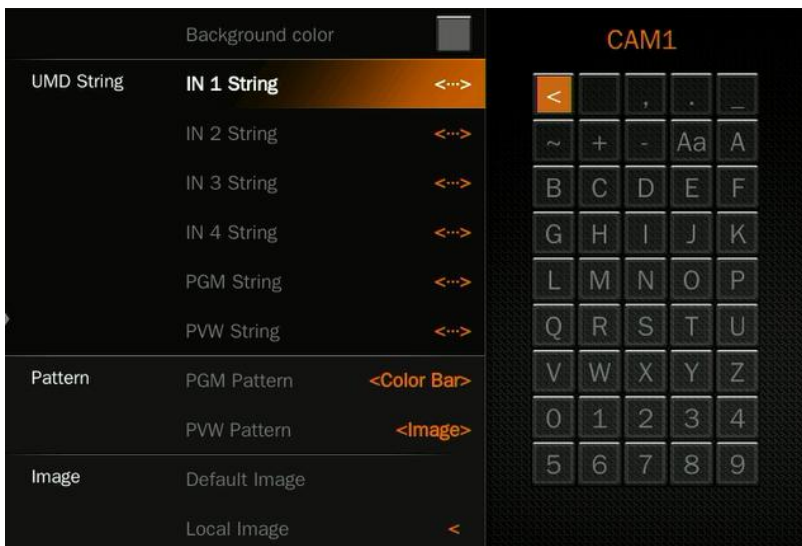 Background color
UMD String IN 1 String <···>
IN 2 String <···>
IN 3 String <···>
IN 4 String <···>
PGM String <···>
PVW String <···>
Pattern PGM Pattern <Color Bar>
PVW Pattern <Image>
Image Default Image
Local Image <
CAM1
< , . _
~ + - Aa A
B C D E F
G H I J K
L M N O P
Q R S T U
V W X Y Z
0 1 2 3 4
5 6 7 8 9